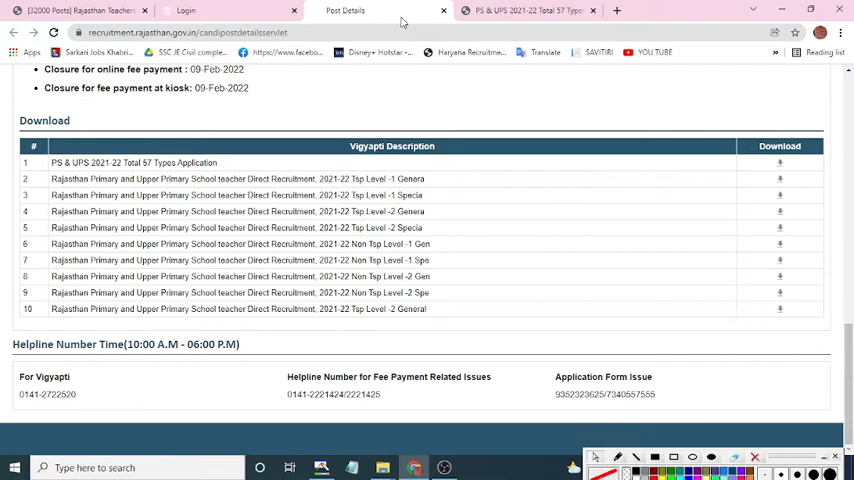 [32000 Posts] Rajasthan Teachers
Login
Post Details
PS & UPS 2021-22 Total 57 Types
recruitment.rajasthan.gov.in/candipostdetailsservlet
Apps
Sarkari Jobs Khabri...
SSC JE Civil comple...
https://www.facebo...
Disney+ Hotstar -...
Haryana Recruitme...
Translate
SAVITIRI
YOU TUBE
Reading list
Closure for online fee payment : 09-Feb-2022
Closure for fee payment at kiosk: 09-Feb-2022
Download
# Vigyapti Description Download
1 PS & UPS 2021-22 Total 57 Types Application
2 Rajasthan Primary and Upper Primary School teacher Direct Recruitment, 2021-22 Tsp Level -1 Genera
3 Rajasthan Primary and Upper Primary School teacher Direct Recruitment, 2021-22 Tsp Level -1 Specia
4 Rajasthan Primary and Upper Primary School teacher Direct Recruitment, 2021-22 Tsp Level -2 Genera
5 Rajasthan Primary and Upper Primary School teacher Direct Recruitment, 2021-22 Tsp Level -2 Specia
6 Rajasthan Primary and Upper Primary School teacher Direct Recruitment, 2021-22 Non Tsp Level -1 Gen
7 Rajasthan Primary and Upper Primary School teacher Direct Recruitment, 2021-22 Non Tsp Level -1 Spe
8 Rajasthan Primary and Upper Primary School teacher Direct Recruitment, 2021-22 Non Tsp Level -2 Gen
9 Rajasthan Primary and Upper Primary School teacher Direct Recruitment, 2021-22 Non Tsp Level -2 Spe
10 Rajasthan Primary and Upper Primary School teacher Direct Recruitment, 2021-22 Tsp Level -2 General
Helpline Number Time(10:00 A.M - 06:00 P.M)
For Vigyapti Helpline Number for Fee Payment Related Issues Application Form Issue
0141-2722520 0141-2221424/2221425 9352323625/7340557555
Type here to search